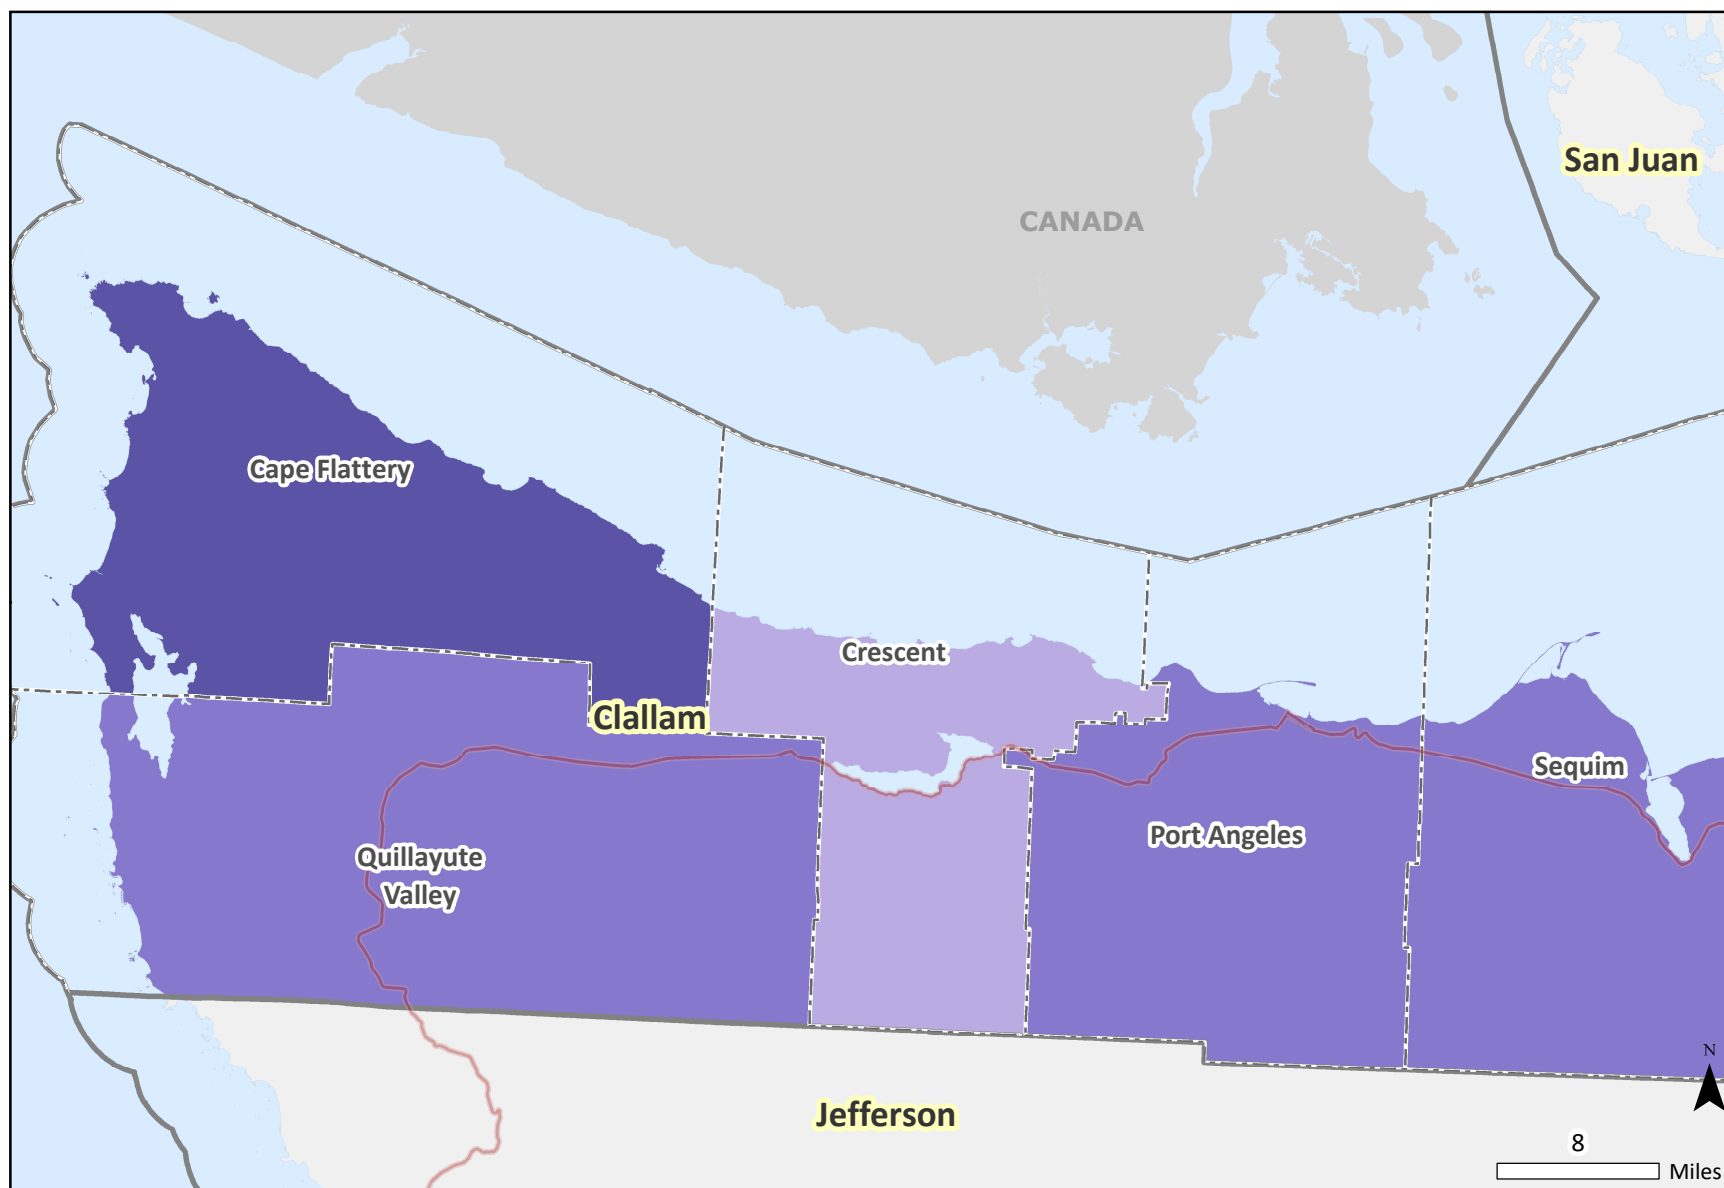 San Juan
CANADA
Cape Flattery
Crescent
Clallam
Sequim
Port Angeles
Quillayute
Valley
N
Jefferson
8
Miles